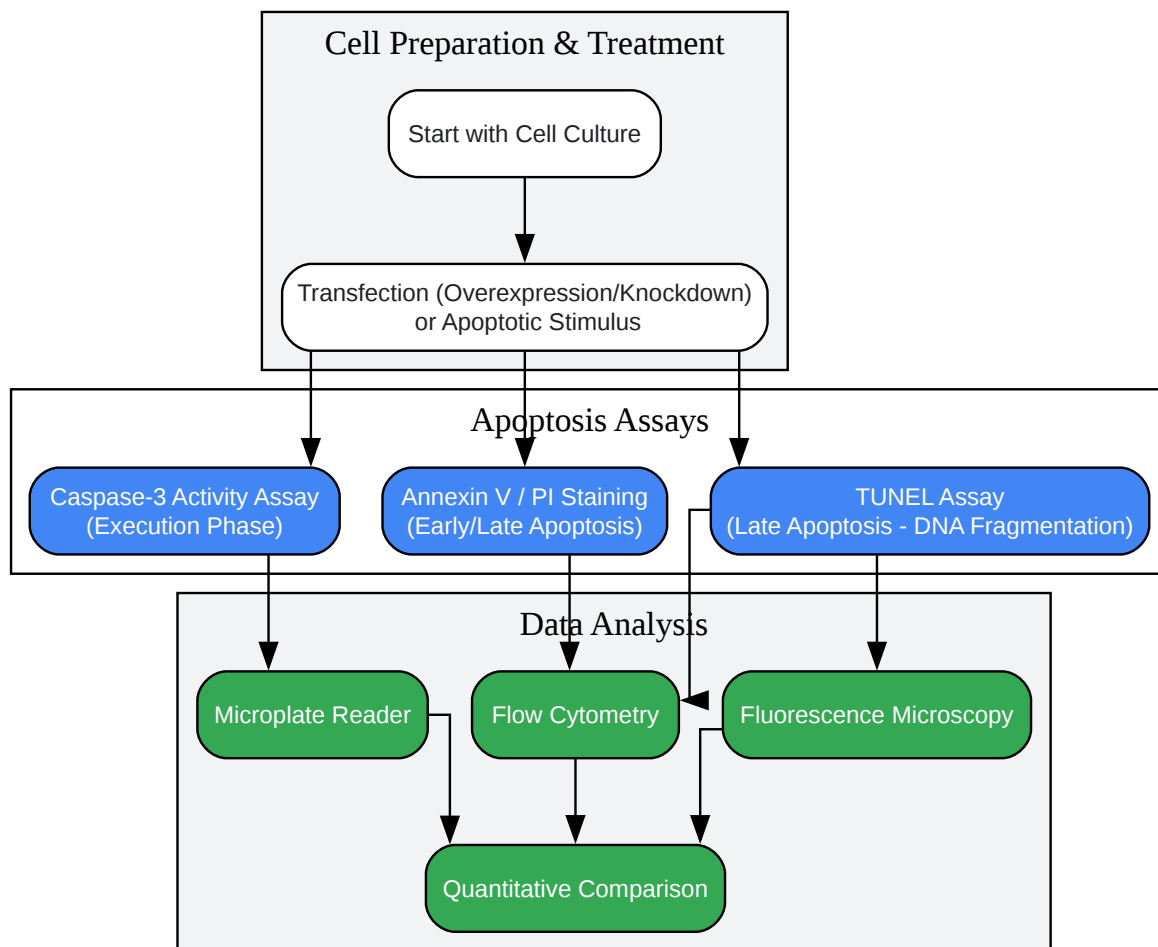 Cell Preparation & Treatment
Start with Cell Culture
Transfection (Overexpression/Knockdown)
or Apoptotic Stimulus
Apoptosis Assays
Caspase-3 Activity Assay
(Execution Phase)
Annexin V / PI Staining
(Early/Late Apoptosis)
TUNEL Assay
(Late Apoptosis - DNA Fragmentation)
Data Analysis
Microplate Reader
Flow Cytometry
Fluorescence Microscopy
Quantitative Comparison